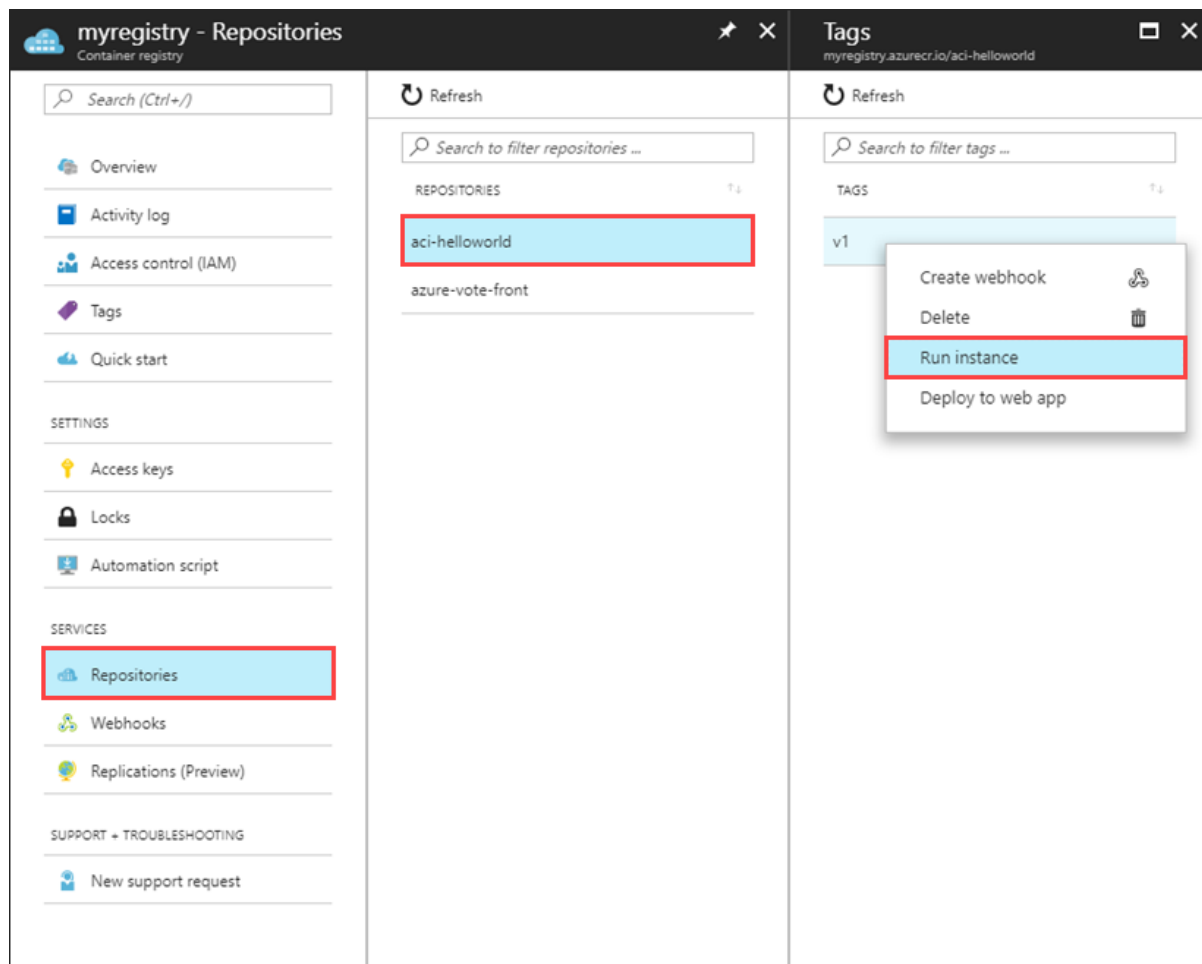 myregistry - Repositories
Container registry
Search (Ctrl+/)
Overview
Activity log
Access control (IAM)
Tags
Quick start
SETTINGS
Access keys
Locks
Automation script
SERVICES
Repositories
Webhooks
Replications (Preview)
SUPPORT + TROUBLESHOOTING
New support request
Refresh
Search to filter repositories ...
REPOSITORIES
aci-helloworld
azure-vote-front
Tags
myregistry.azurecr.io/aci-helloworld
Refresh
Search to filter tags ...
TAGS
v1
Create webhook
Delete
Run instance
Deploy to web app